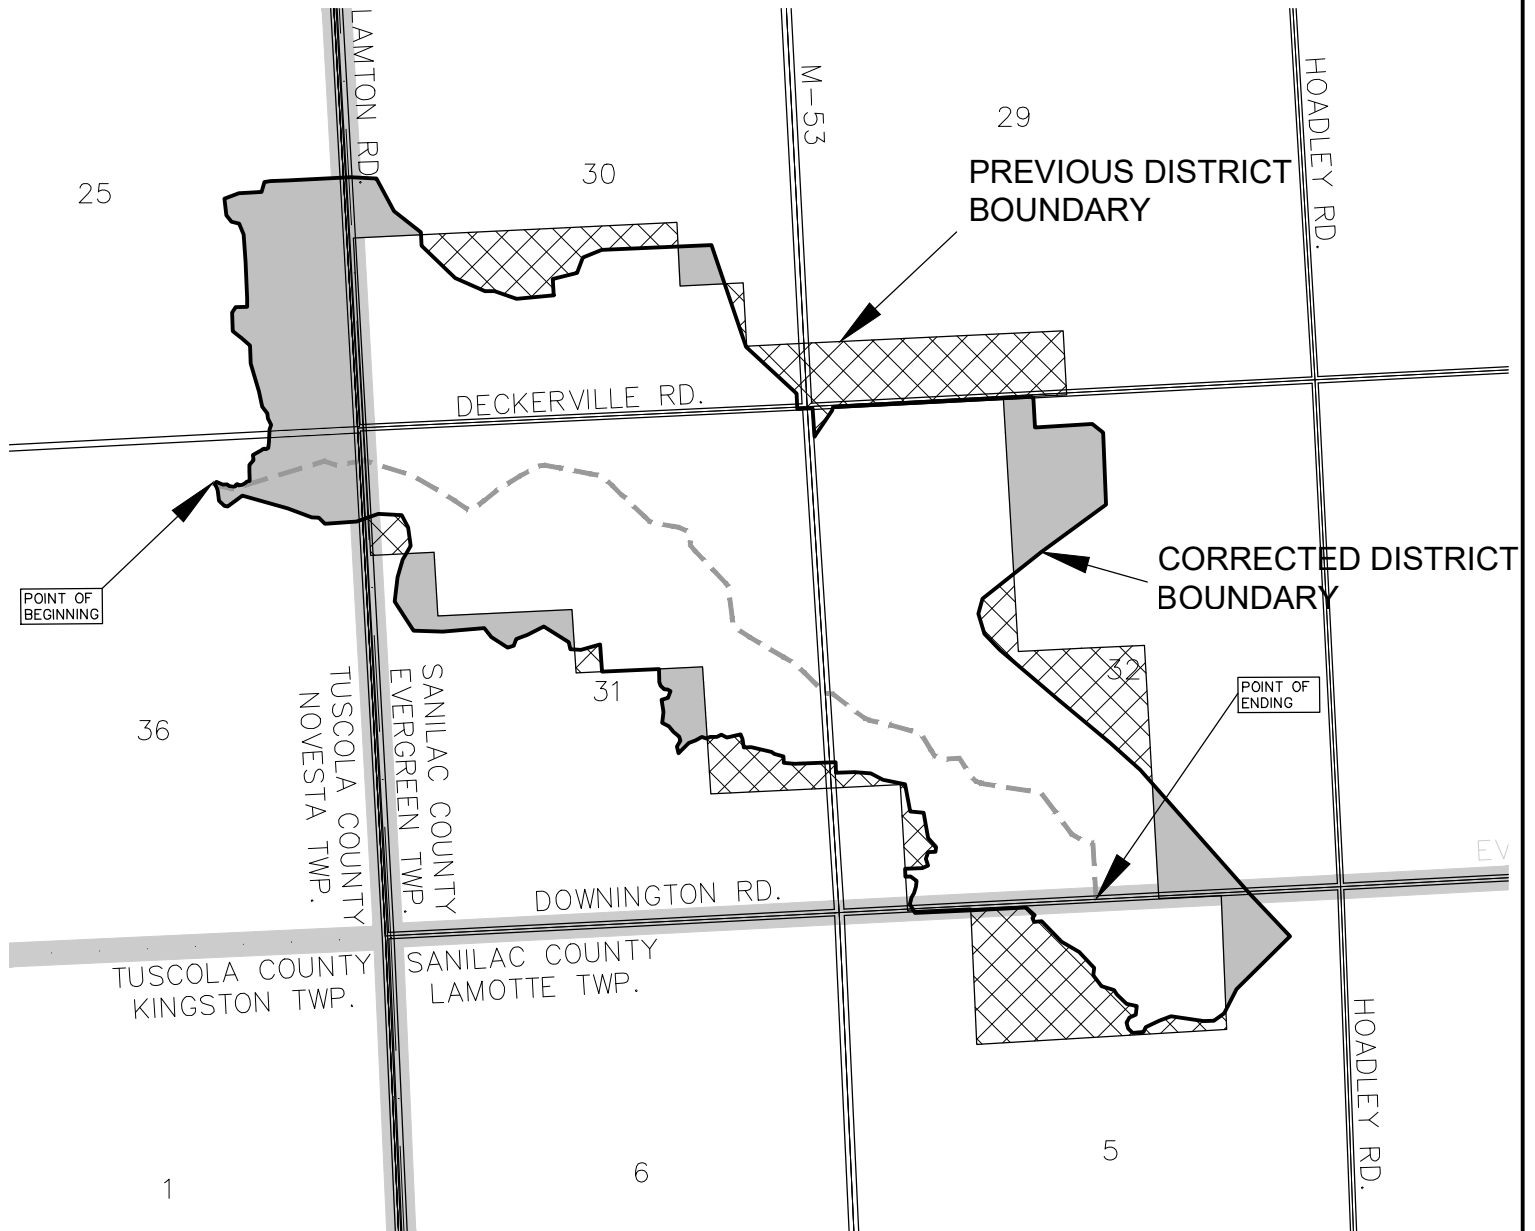 LAMTON RD.
M-53
HOADLEY RD.
29
30
25
PREVIOUS DISTRICT
BOUNDARY
DECKERVILLE RD.
CORRECTED DISTRICT
BOUNDARY
POINT OF
BEGINNING
32
31
36
POINT OF
ENDING
TUSCOLA COUNTY
NOVESTA TWP.
SANILAC COUNTY
EVERGREEN TWP.
EV
DOWNINGTON RD.
TUSCOLA COUNTY
KINGSTON TWP.
SANILAC COUNTY
LAMOTTE TWP.
HOADLEY RD.
5
6
1